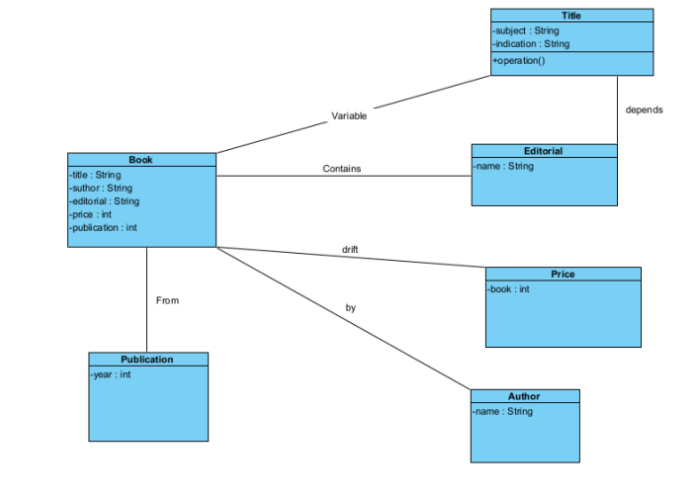 Title
-subject : String
-indication : String
+operation()
Variable
depends
Book
-title : String
-suthor : String
-editorial : String
-price : int
-publication : int
Contains
Editorial
-name : String
drift
Price
-book : int
From
by
Publication
-year : int
Author
-name : String